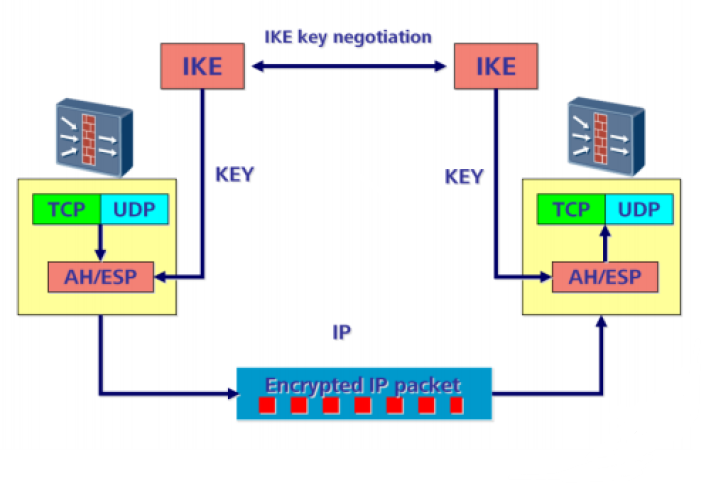 IKE key negotiation
IKE
IKE
KEY
KEY
TCP UDP
TCP UDP
AH/ESP
AH/ESP
IP
Encrypted IP packet